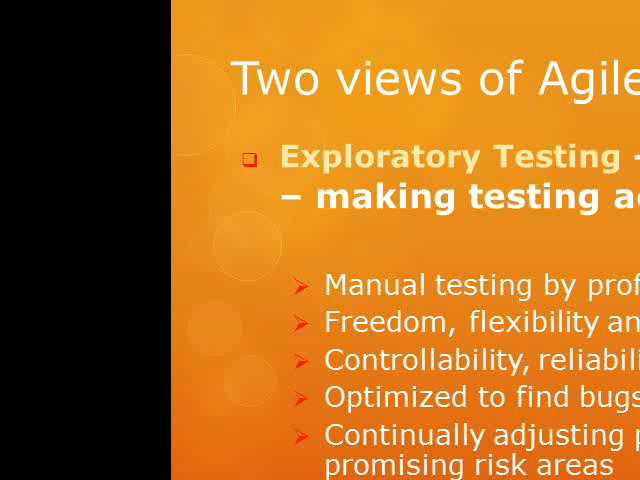 Two views of Agile
Exploratory Testing -
– making testing a
Manual testing by prof
Freedom, flexibility an
Controllability, reliabili
Optimized to find bugs
Continually adjusting p
promising risk areas